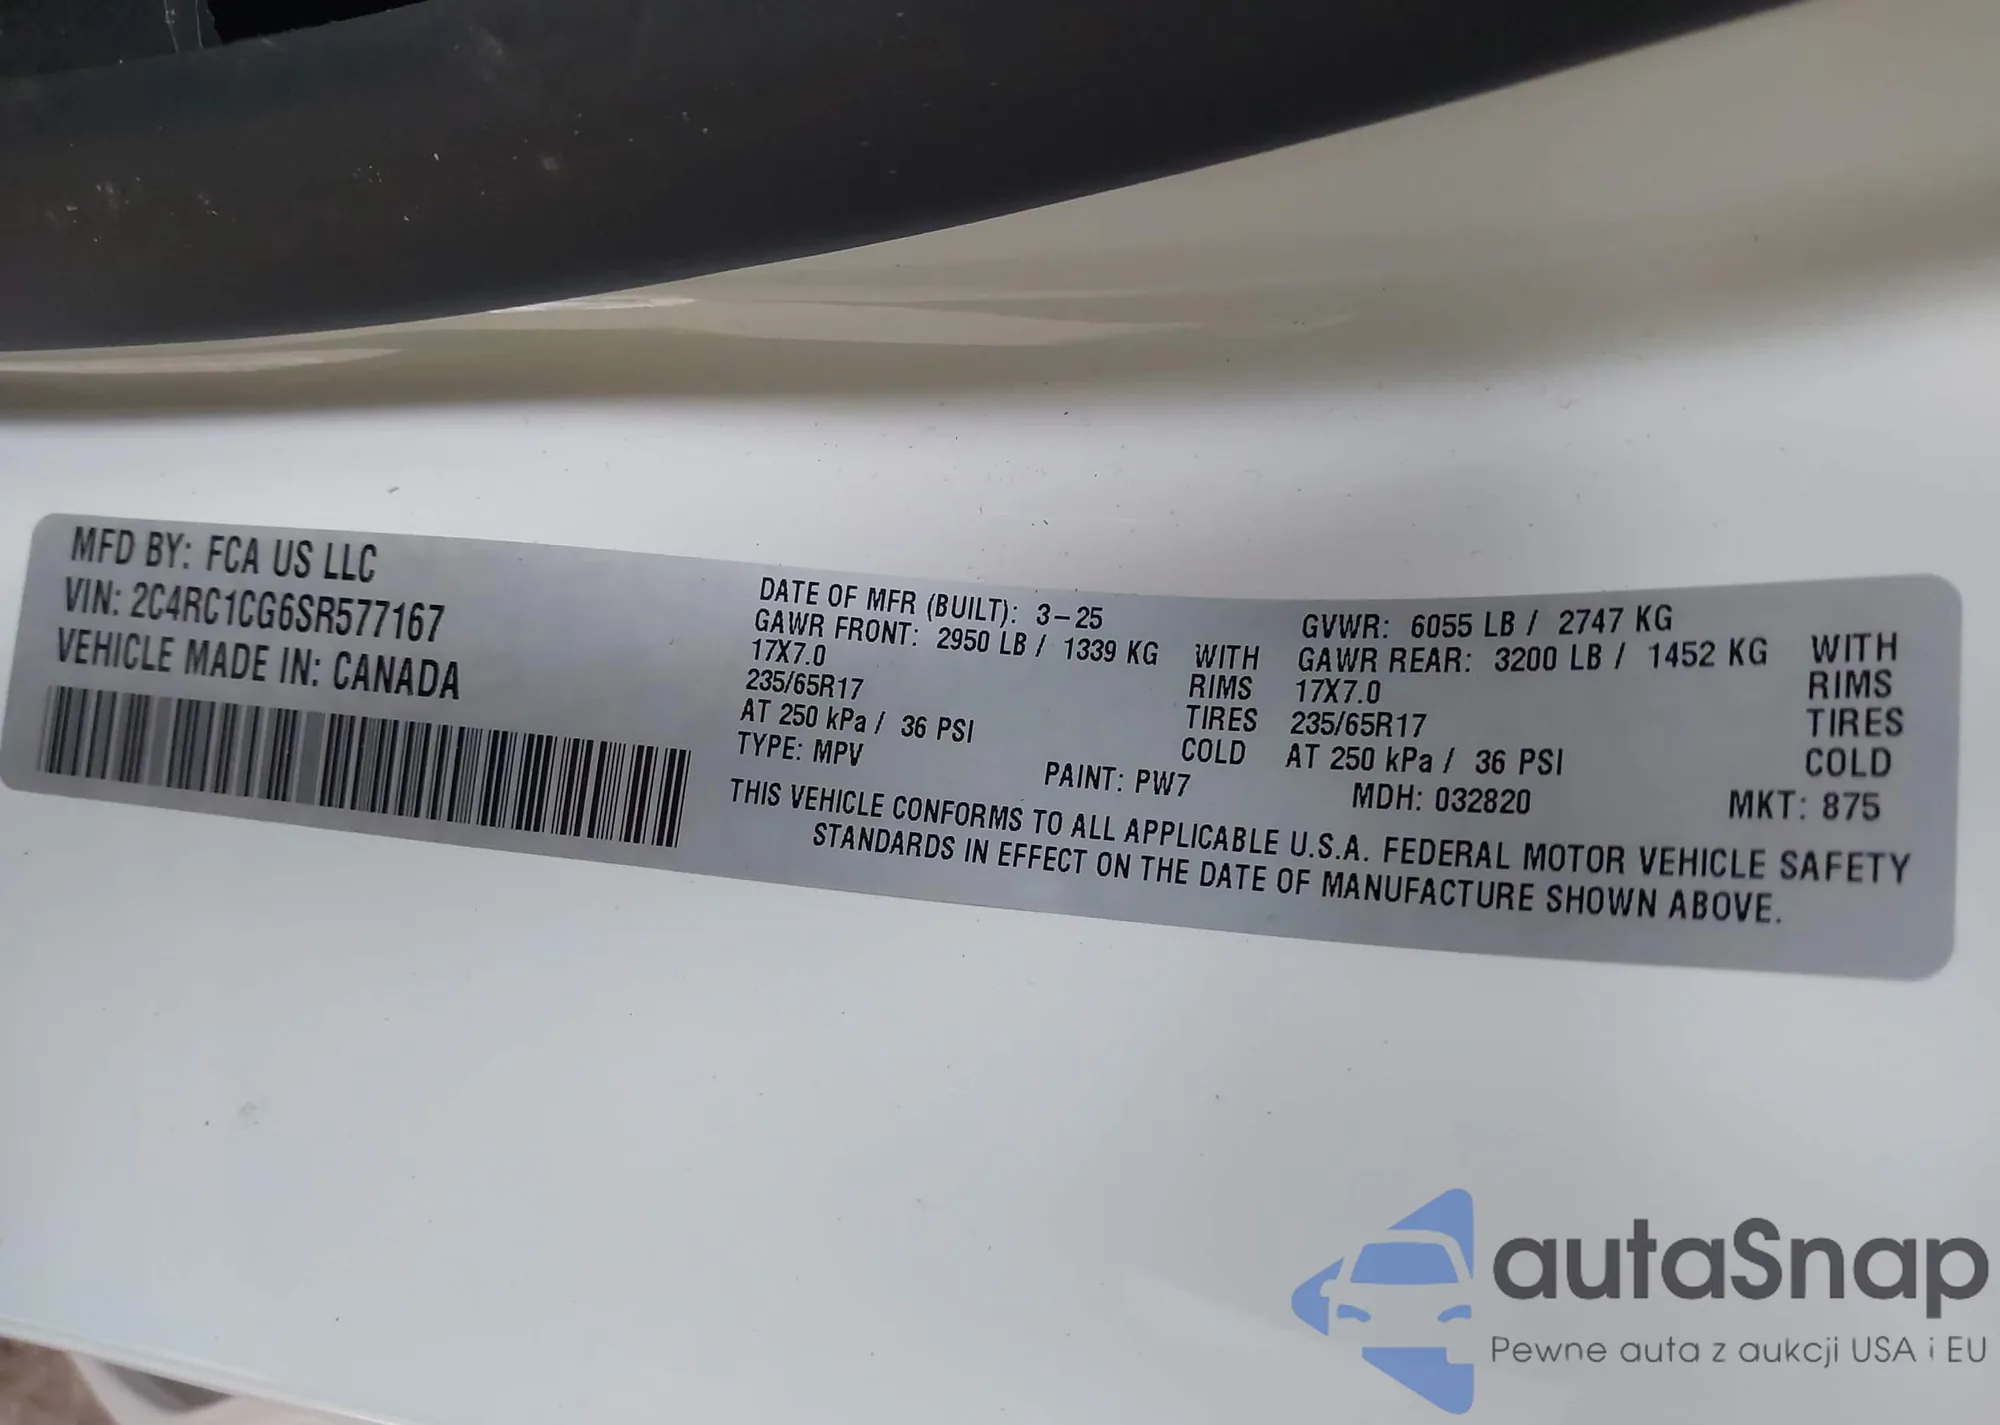 MFD BY: FCA US LLC
VIN: 2C4RC1CG6SR577167
VEHICLE MADE IN: CANADA
DATE OF MFR (BUILT): 3-25
GVWR: 6055 LB / 2747 KG
GAWR FRONT: 2950 LB / 1339 KG WITH
17X7.0 RIMS
235/65R17 TIRES
AT 250 kPa / 36 PSI COLD
GAWR REAR: 3200 LB / 1452 KG WITH
17X7.0 RIMS
235/65R17 TIRES
AT 250 kPa / 36 PSI COLD
TYPE: MPV PAINT: PW7 MDH: 032820 MKT: 875
THIS VEHICLE CONFORMS TO ALL APPLICABLE U.S.A. FEDERAL MOTOR VEHICLE SAFETY
STANDARDS IN EFFECT ON THE DATE OF MANUFACTURE SHOWN ABOVE.
autaSnap
Pewne auta z aukcji USA i EU